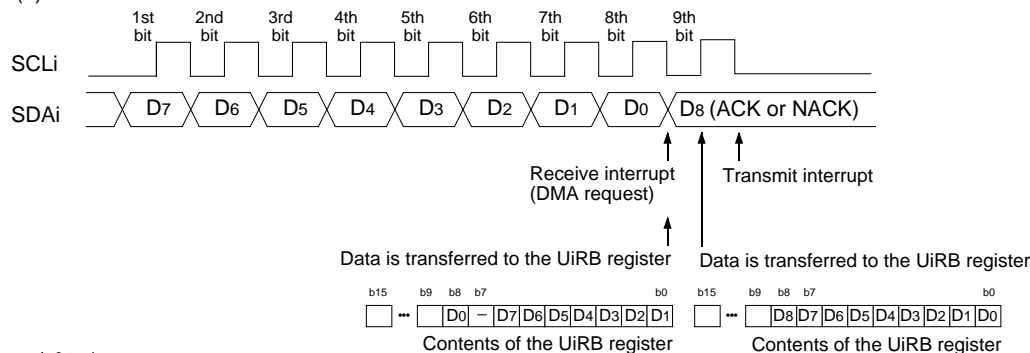 1st bit 2nd bit 3rd bit 4th bit 5th bit 6th bit 7th bit 8th bit 9th bit
SCLi
SDAi D7 D6 D5 D4 D3 D2 D1 D0 D8 (ACK or NACK)
Receive interrupt (DMA request)
Transmit interrupt
Data is transferred to the UiRB register
Data is transferred to the UiRB register
b15 b9 b8 b7 b0
b15 b9 b8 b7 b0
••• D0 – D7 D6 D5 D4 D3 D2 D1
••• D8 D7 D6 D5 D4 D3 D2 D1 D0
Contents of the UiRB register
Contents of the UiRB register